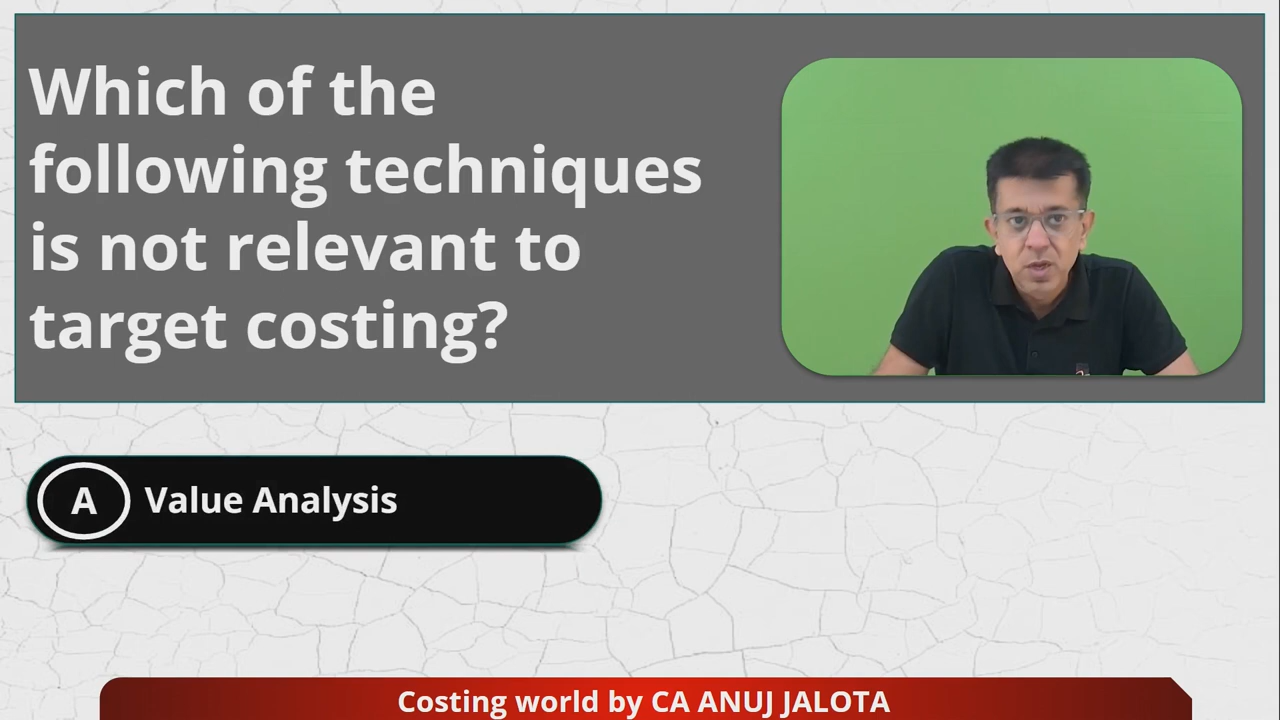 Which of the
following techniques
is not relevant to
target costing?
A Value Analysis
Costing world by CA ANUJ JALOTA